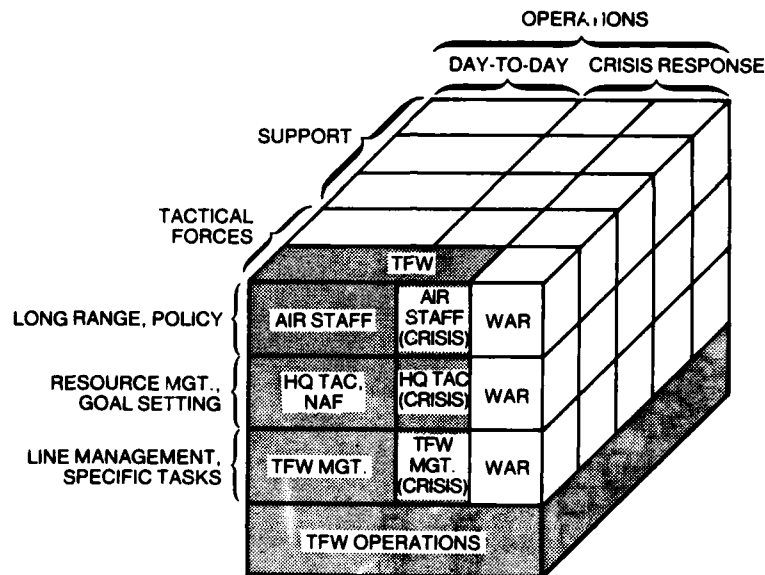 OPERATIONS
DAY-TO-DAY CRISIS RESPONSE
SUPPORT
TACTICAL
FORCES
TFW
LONG RANGE, POLICY
AIR STAFF
AIR
STAFF
(CRISIS)
WAR
RESOURCE MGT.,
GOAL SETTING
HQ TAC,
NAF
HQ TAC
(CRISIS)
WAR
LINE MANAGEMENT,
SPECIFIC TASKS
TFW MGT.
TFW
MGT.
(CRISIS)
WAR
TFW OPERATIONS